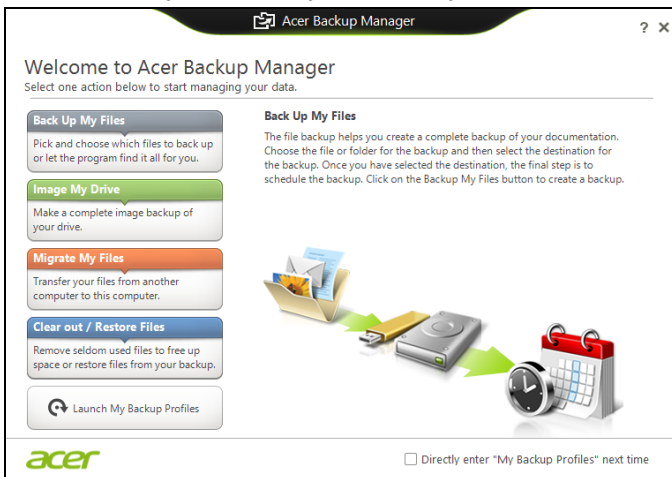 Acer Backup Manager
? X
Welcome to Acer Backup Manager
Select one action below to start managing your data.
Back Up My Files
Pick and choose which files to back up
or let the program find it all for you.
Image My Drive
Make a complete image backup of
your drive.
Migrate My Files
Transfer your files from another
computer to this computer.
Clear out / Restore Files
Remove seldom used files to free up
space or restore files from your backup.
Launch My Backup Profiles
Back Up My Files
The file backup helps you create a complete backup of your documentation.
Choose the file or folder for the backup and then select the destination for
the backup. Once you have selected the destination, the final step is to
schedule the backup. Click on the Backup My Files button to create a backup.
acer
Directly enter "My Backup Profiles" next time